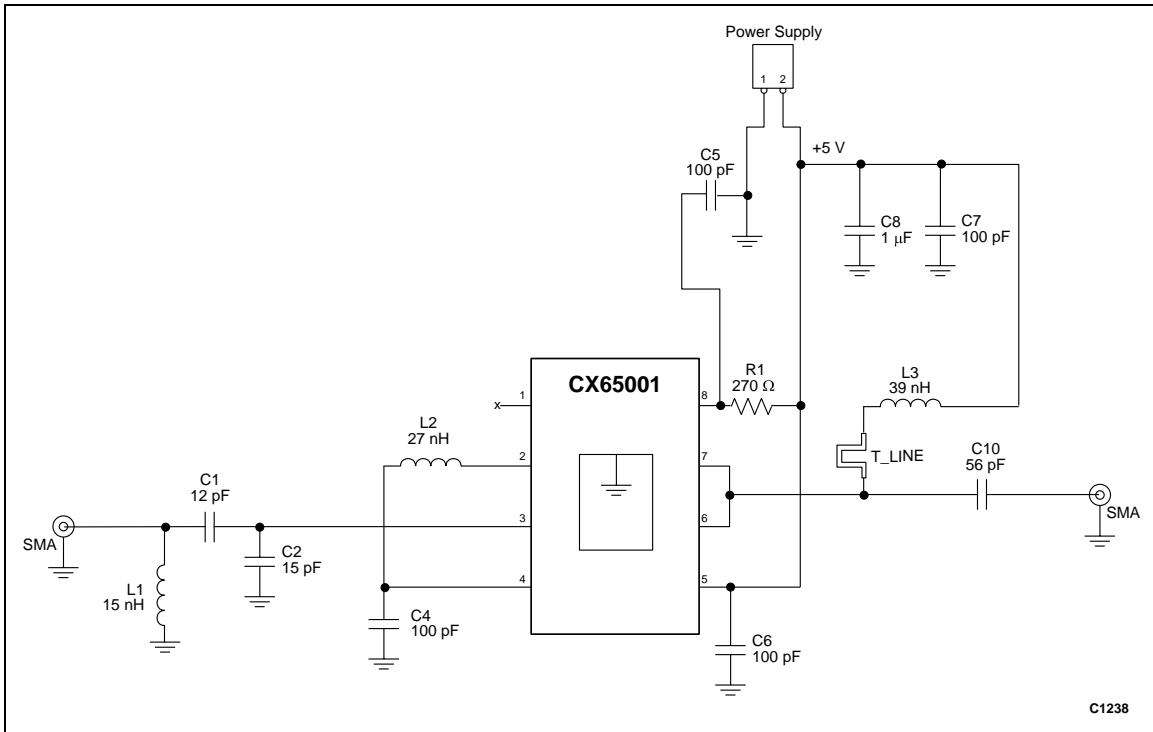 Power Supply
1 2
+5 V
C5
100 pF
C8
1 μF
C7
100 pF
CX65001
R1
270 Ω
L3
39 nH
x
1
8
L2
27 nH
2
7
T_LINE
C10
56 pF
C1
12 pF
3
6
SMA
SMA
C2
15 pF
L1
15 nH
4
5
C4
100 pF
C6
100 pF
C1238